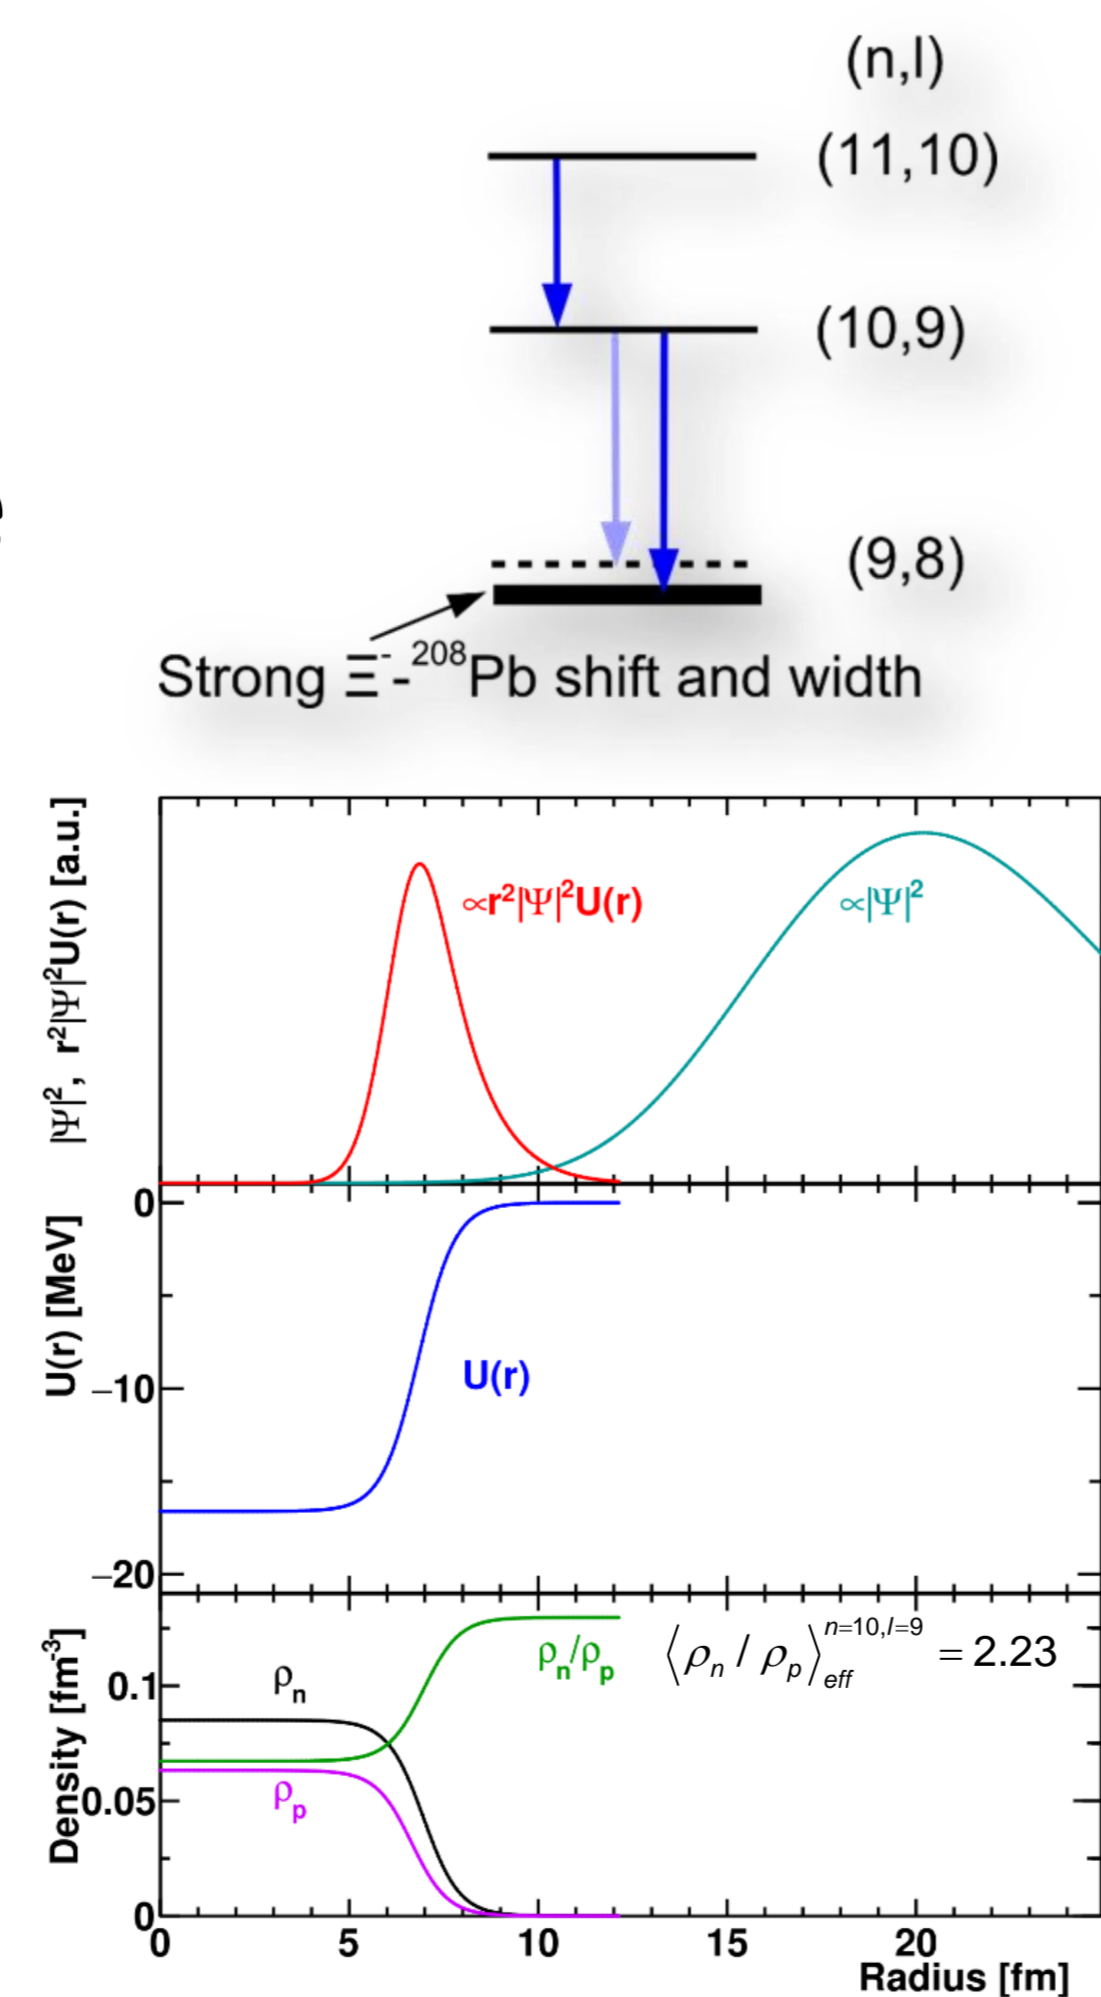 (n,l)
(11,10)
(10,9)
(9,8)
Strong Ξ⁻-²⁰⁸Pb shift and width
|Ψ|², r²|Ψ|²U(r) [a.u.]
∝r²|Ψ|²U(r)
∝|Ψ|²
U(r) [MeV]
0
−10
−20
U(r)
Density [fm⁻³]
0.1
0.05
0
ρₙ
ρₚ
ρₙ/ρₚ
⟨ρₙ / ρₚ⟩ₑff ⁿ⁼¹⁰,ˡ⁼⁹ = 2.23
0 5 10 15 20
Radius [fm]